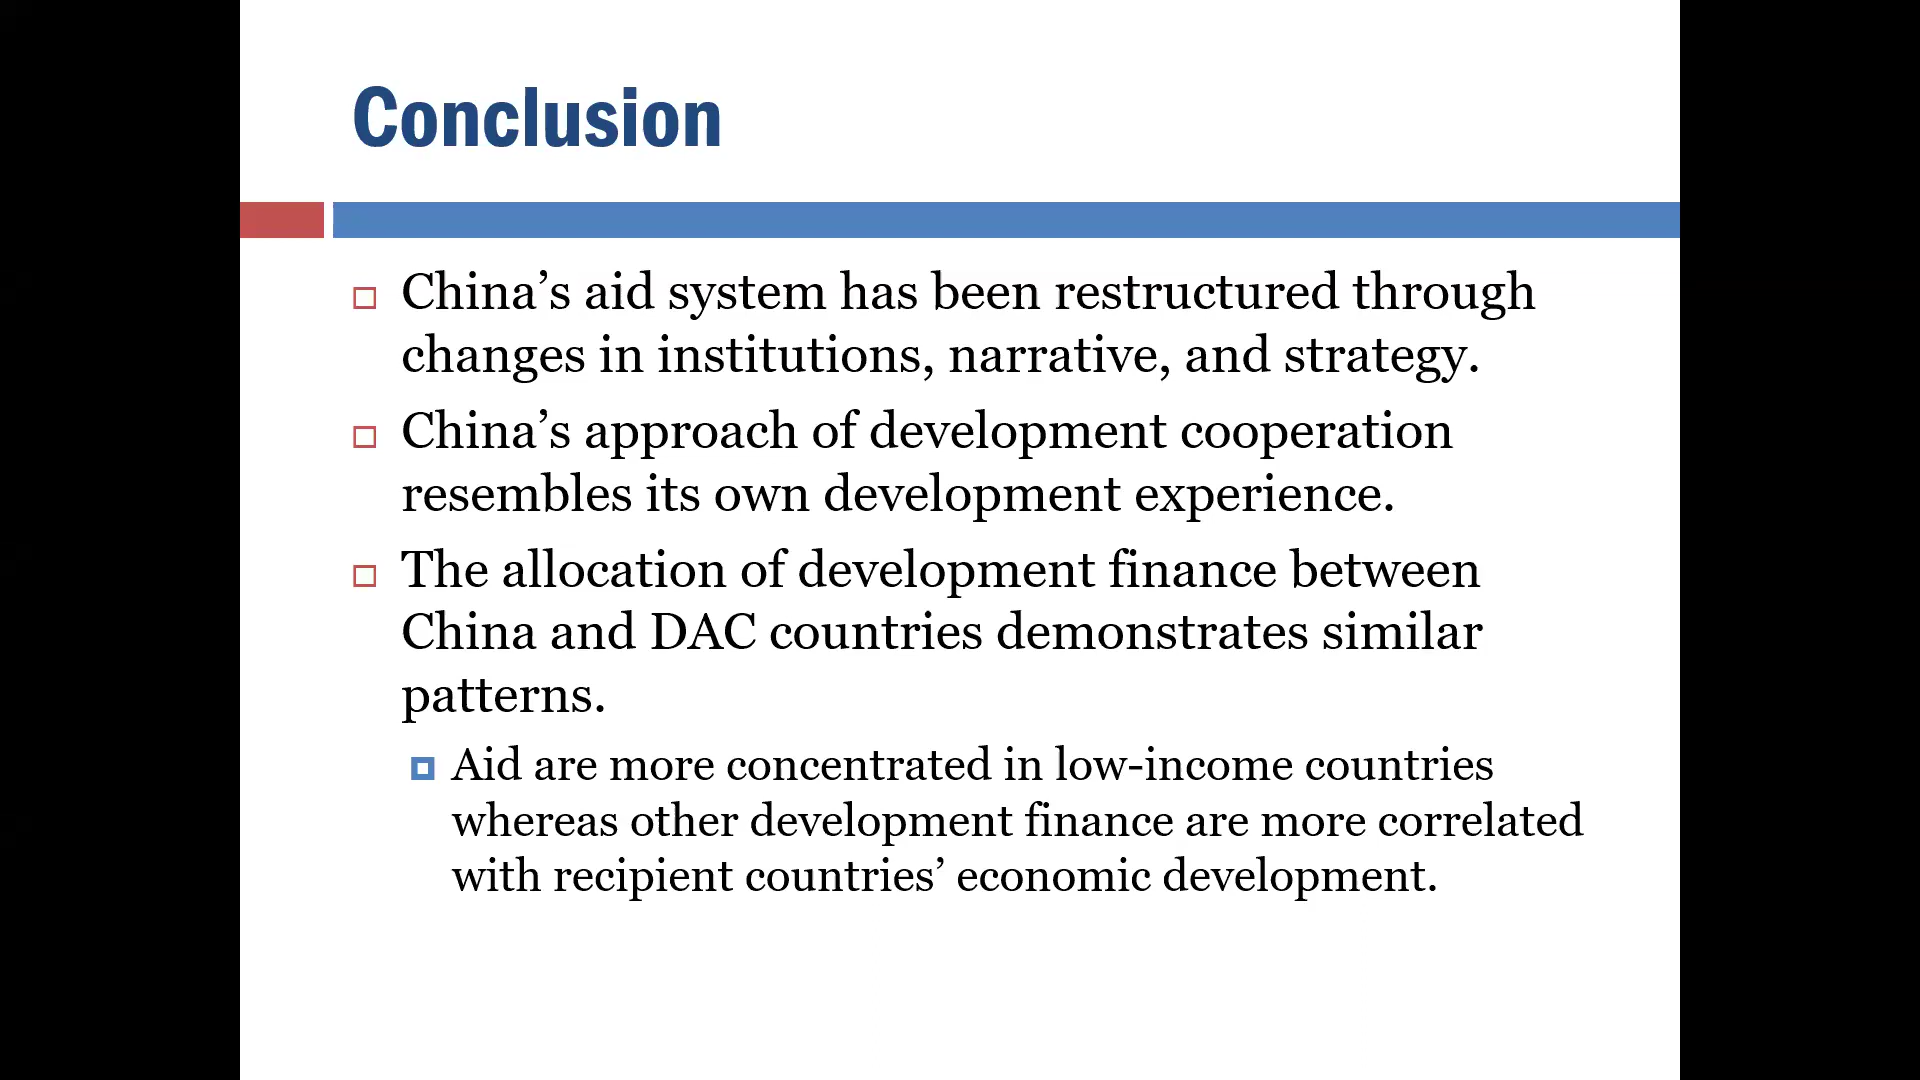 Conclusion
China’s aid system has been restructured through
changes in institutions, narrative, and strategy.
China’s approach of development cooperation
resembles its own development experience.
The allocation of development finance between
China and DAC countries demonstrates similar
patterns.
Aid are more concentrated in low-income countries
whereas other development finance are more correlated
with recipient countries’ economic development.